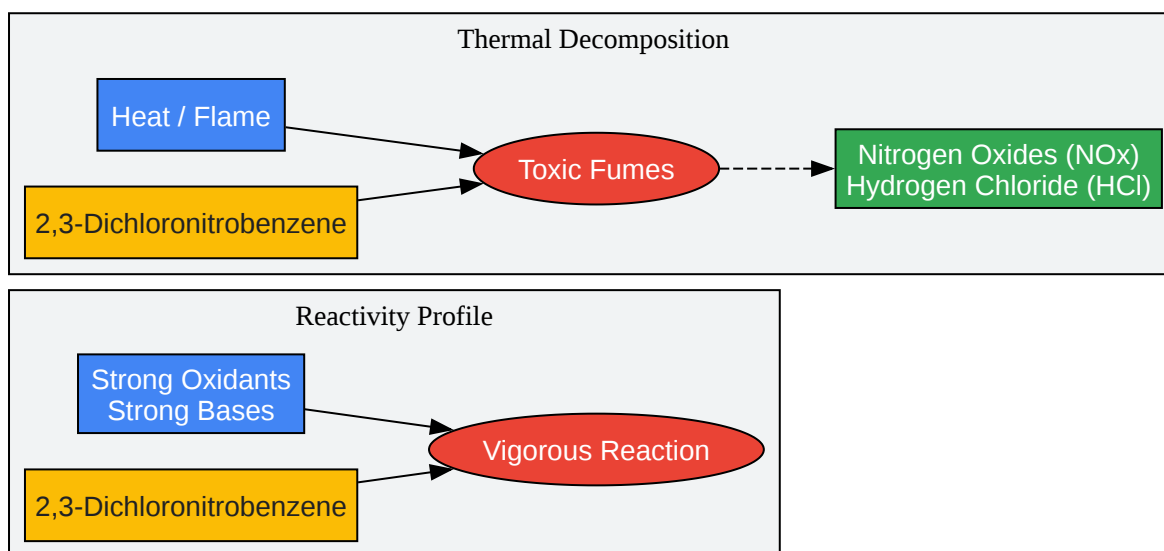 Thermal Decomposition
Heat / Flame
2,3-Dichloronitrobenzene
Toxic Fumes
Nitrogen Oxides (NOx)
Hydrogen Chloride (HCl)
Reactivity Profile
Strong Oxidants
Strong Bases
2,3-Dichloronitrobenzene
Vigorous Reaction